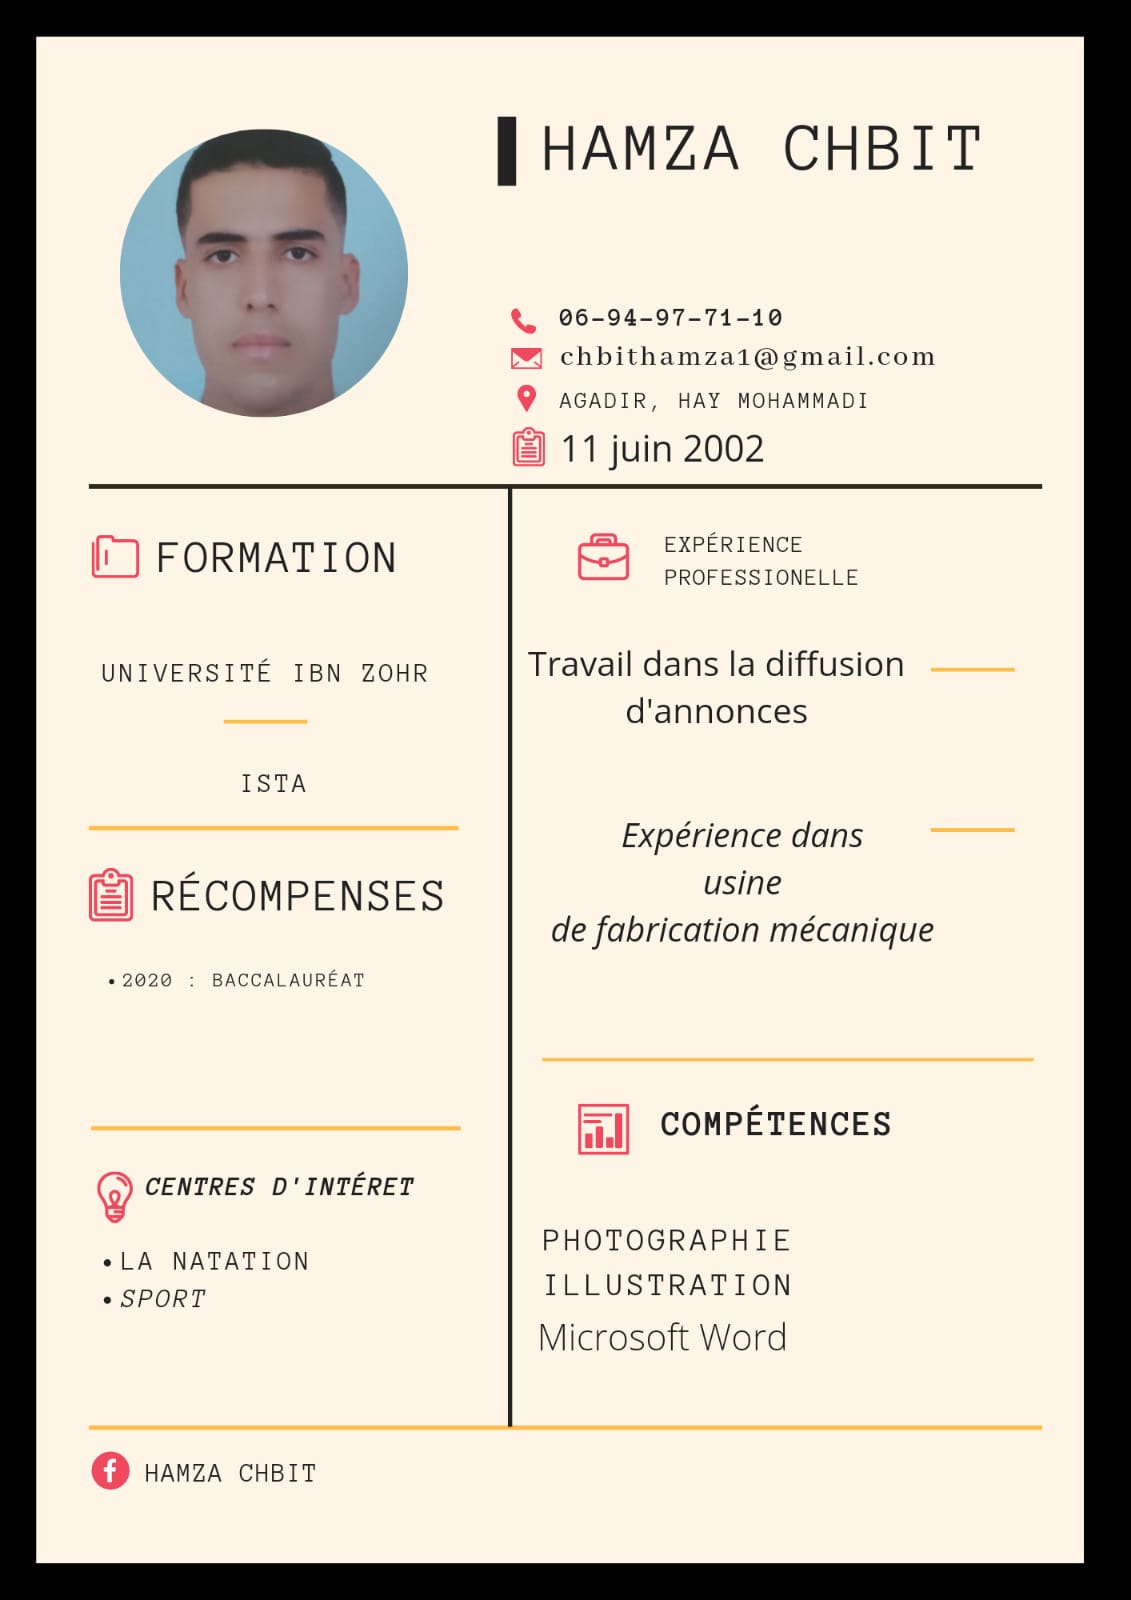 HAMZA CHBIT
06-94-97-71-10
chbithamza1@gmail.com
AGADIR, HAY MOHAMMADI
11 juin 2002
FORMATION
UNIVERSITÉ IBN ZOHR
ISTA
RÉCOMPENSES
•2020 : BACCALAURÉAT
CENTRES D'INTÉRET
•LA NATATION
•SPORT
EXPÉRIENCE
PROFESSIONELLE
Travail dans la diffusion
d'annonces
Expérience dans
usine
de fabrication mécanique
COMPÉTENCES
PHOTOGRAPHIE
ILLUSTRATION
Microsoft Word
HAMZA CHBIT